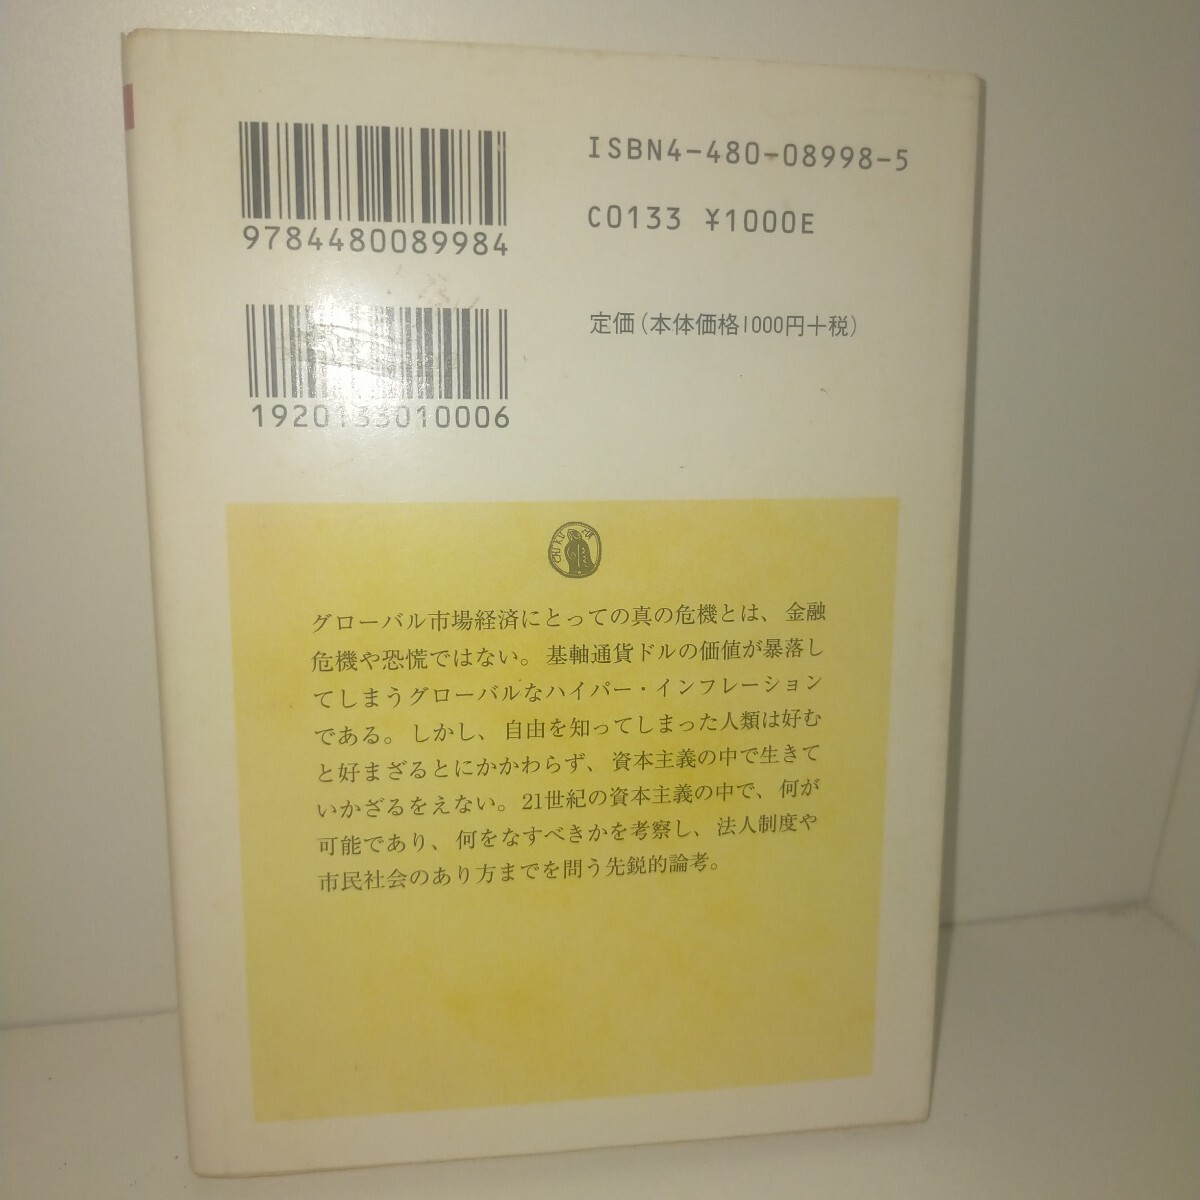 9784480089984
ISBN4-480-08998-5
C0133 ¥1000E
1920133010006
定価(本体価格1000円+税)
CHIKUMA
グローバル市場経済にとっての真の危機とは、金融
危機や恐慌ではない。基軸通貨ドルの価値が暴落し
てしまうグローバルなハイパー・インフレーション
である。しかし、自由を知ってしまった人類は好む
と好まざるとにかかわらず、資本主義の中で生きて
いかざるをえない。21世紀の資本主義の中で、何が
可能であり、何をなすべきかを考察し、法人制度や
市民社会のあり方までを問う先鋭的論考。